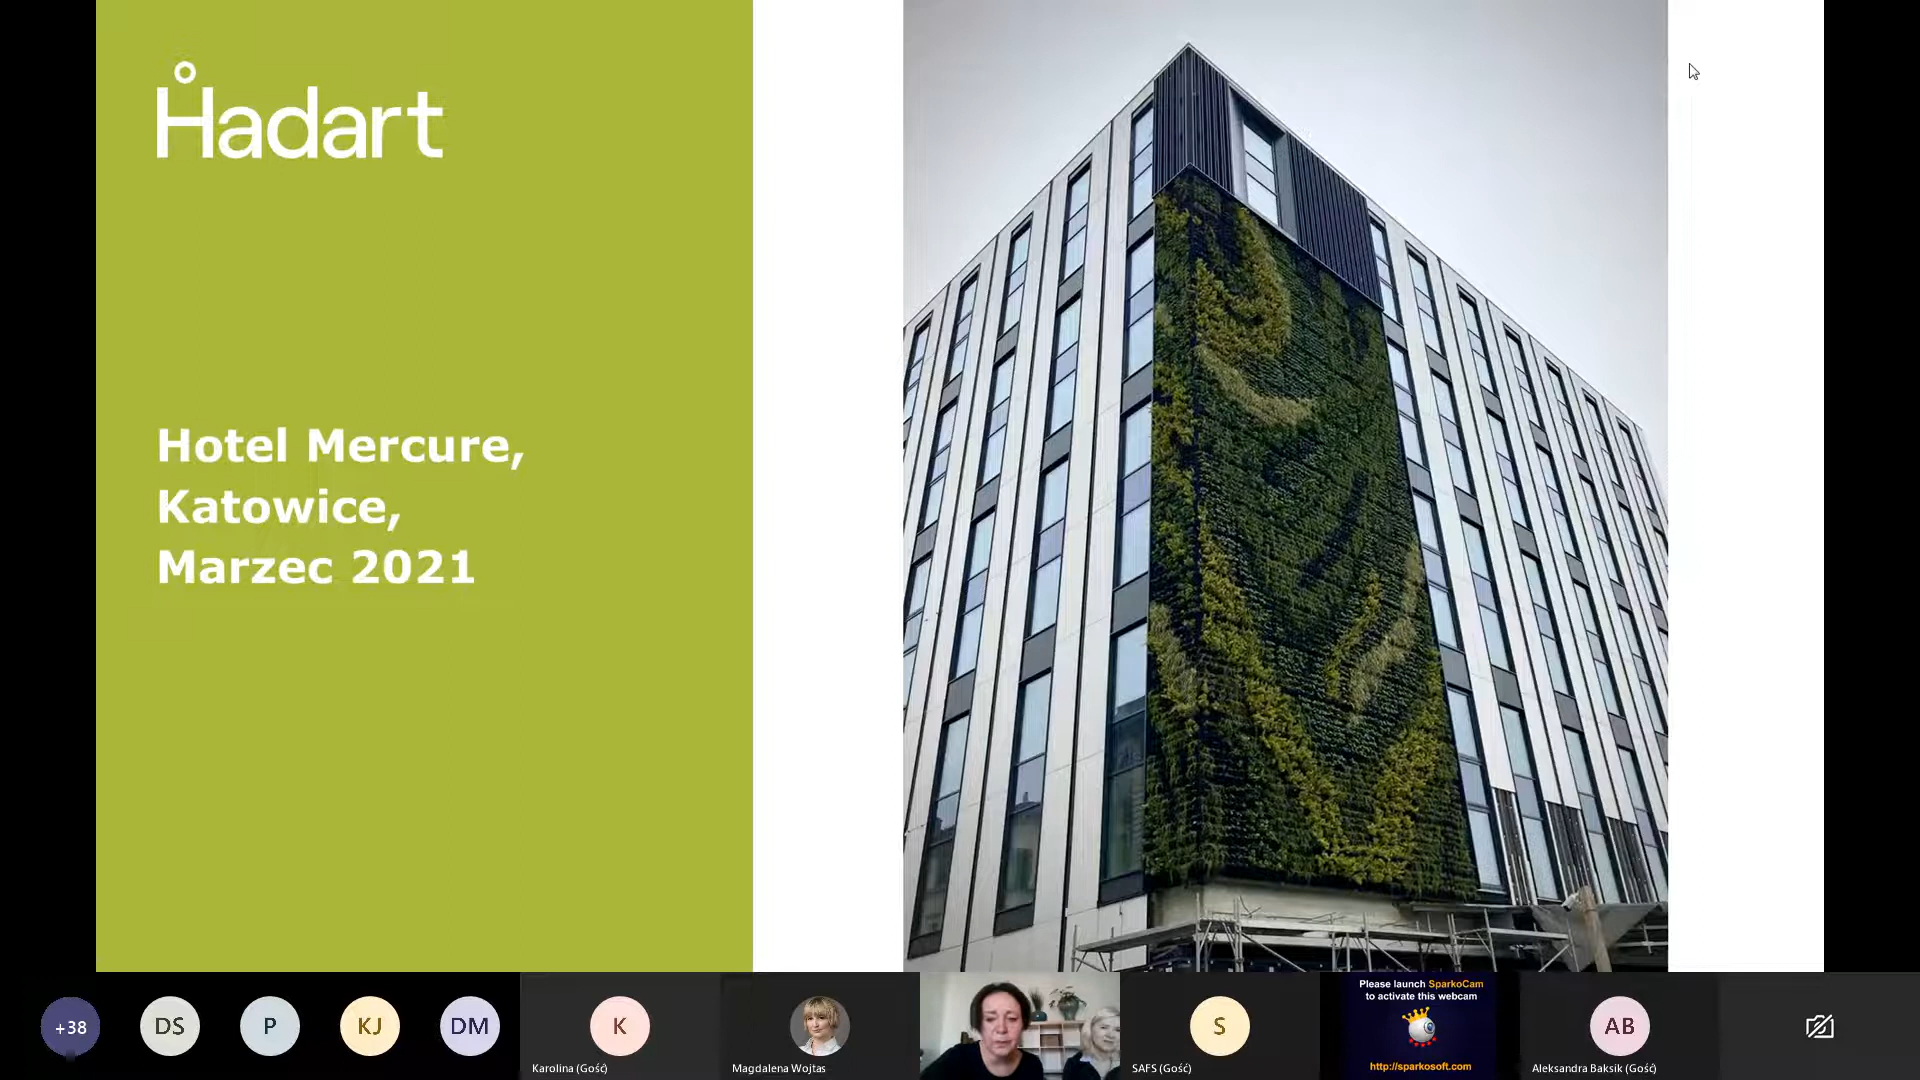 Hadart
Hotel Mercure,
Katowice,
Marzec 2021
+38
DS
P
KJ
DM
K
Karolina (Gość)
Magdalena Wojtas
S
SAFS (Gość)
Please launch SparkoCam
to activate this webcam
http://sparkosoft.com
AB
Aleksandra Baksik (Gość)